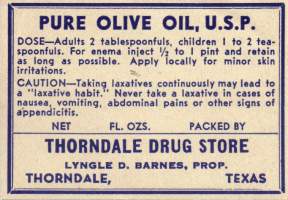 PURE OLIVE OIL, U.S.P.
DOSE—Adults 2 tablespoonfuls, children 1 to 2 tea-
spoonfuls. For enema inject ½ to 1 pint and retain
as long as possible. Apply locally for minor skin
irritations.
CAUTION—Taking laxatives continuously may lead to
a "laxative habit." Never take a laxative in cases of
nausea, vomiting, abdominal pains or other signs of
appendicitis.
NET FL. OZS. PACKED BY
THORNDALE DRUG STORE
LYNGLE D. BARNES, PROP.
THORNDALE, TEXAS